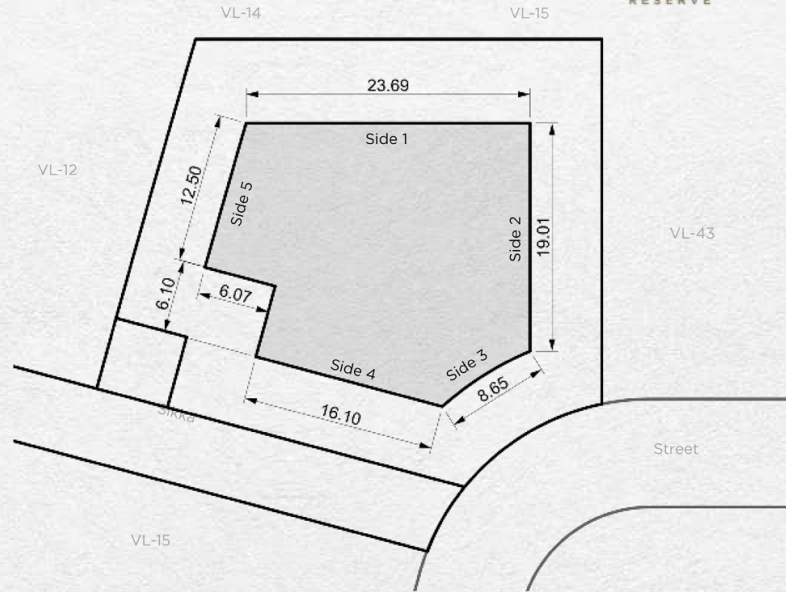 RESERVE
VL-14
VL-15
23.69
Side 1
VL-12
12.50
Side 5
Side 2
19.01
VL-43
6.10
6.07
Side 4
Side 3
8.65
16.10
Sikka
Street
VL-15